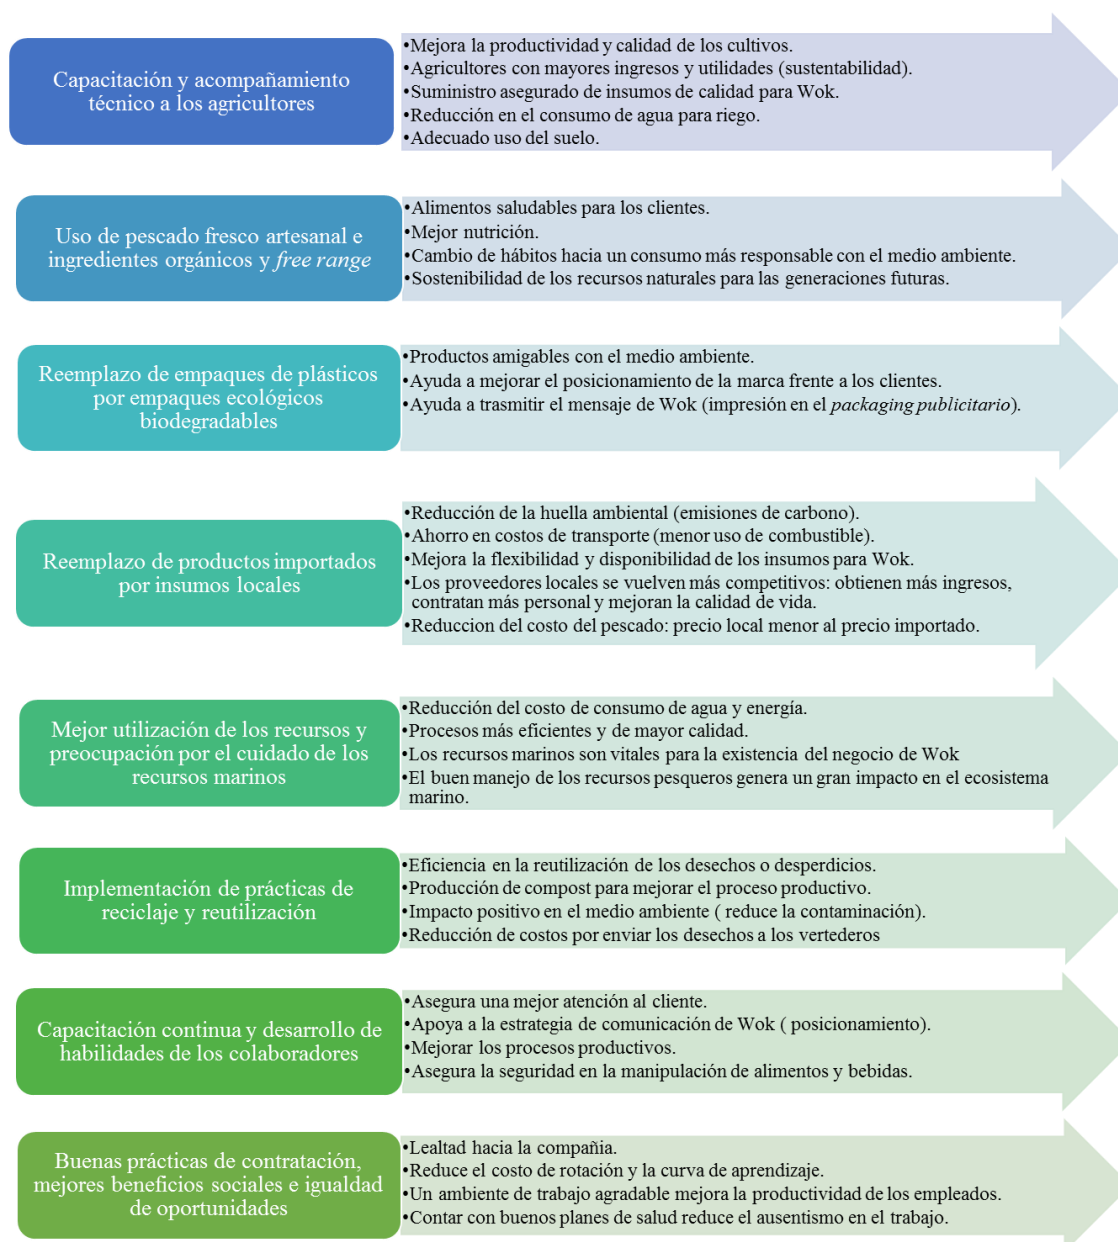 Capacitación y acompañamiento
técnico a los agricultores
•Mejora la productividad y calidad de los cultivos.
•Agricultores con mayores ingresos y utilidades (sustentabilidad).
•Suministro asegurado de insumos de calidad para Wok.
•Reducción en el consumo de agua para riego.
•Adecuado uso del suelo.
Uso de pescado fresco artesanal e
ingredientes orgánicos y free range
•Alimentos saludables para los clientes.
•Mejor nutrición.
•Cambio de hábitos hacia un consumo más responsable con el medio ambiente.
•Sostenibilidad de los recursos naturales para las generaciones futuras.
Reemplazo de empaques de plásticos
por empaques ecológicos
biodegradables
•Productos amigables con el medio ambiente.
•Ayuda a mejorar el posicionamiento de la marca frente a los clientes.
•Ayuda a trasmitir el mensaje de Wok (impresión en el packaging publicitario).
Reemplazo de productos importados
por insumos locales
•Reducción de la huella ambiental (emisiones de carbono).
•Ahorro en costos de transporte (menor uso de combustible).
•Mejora la flexibilidad y disponibilidad de los insumos para Wok.
•Los proveedores locales se vuelven más competitivos: obtienen más ingresos,
contratan más personal y mejoran la calidad de vida.
•Reduccion del costo del pescado: precio local menor al precio importado.
Mejor utilización de los recursos y
preocupación por el cuidado de los
recursos marinos
•Reducción del costo de consumo de agua y energía.
•Procesos más eficientes y de mayor calidad.
•Los recursos marinos son vitales para la existencia del negocio de Wok
•El buen manejo de los recursos pesqueros genera un gran impacto en el ecosistema
marino.
Implementación de prácticas de
reciclaje y reutilización
•Eficiencia en la reutilización de los desechos o desperdicios.
•Producción de compost para mejorar el proceso productivo.
•Impacto positivo en el medio ambiente ( reduce la contaminación).
•Reducción de costos por enviar los desechos a los vertederos
Capacitación continua y desarrollo de
habilidades de los colaboradores
•Asegura una mejor atención al cliente.
•Apoya a la estrategia de comunicación de Wok ( posicionamiento).
•Mejorar los procesos productivos.
•Asegura la seguridad en la manipulación de alimentos y bebidas.
Buenas prácticas de contratación,
mejores beneficios sociales e igualdad
de oportunidades
•Lealtad hacia la compañia.
•Reduce el costo de rotación y la curva de aprendizaje.
•Un ambiente de trabajo agradable mejora la productividad de los empleados.
•Contar con buenos planes de salud reduce el ausentismo en el trabajo.